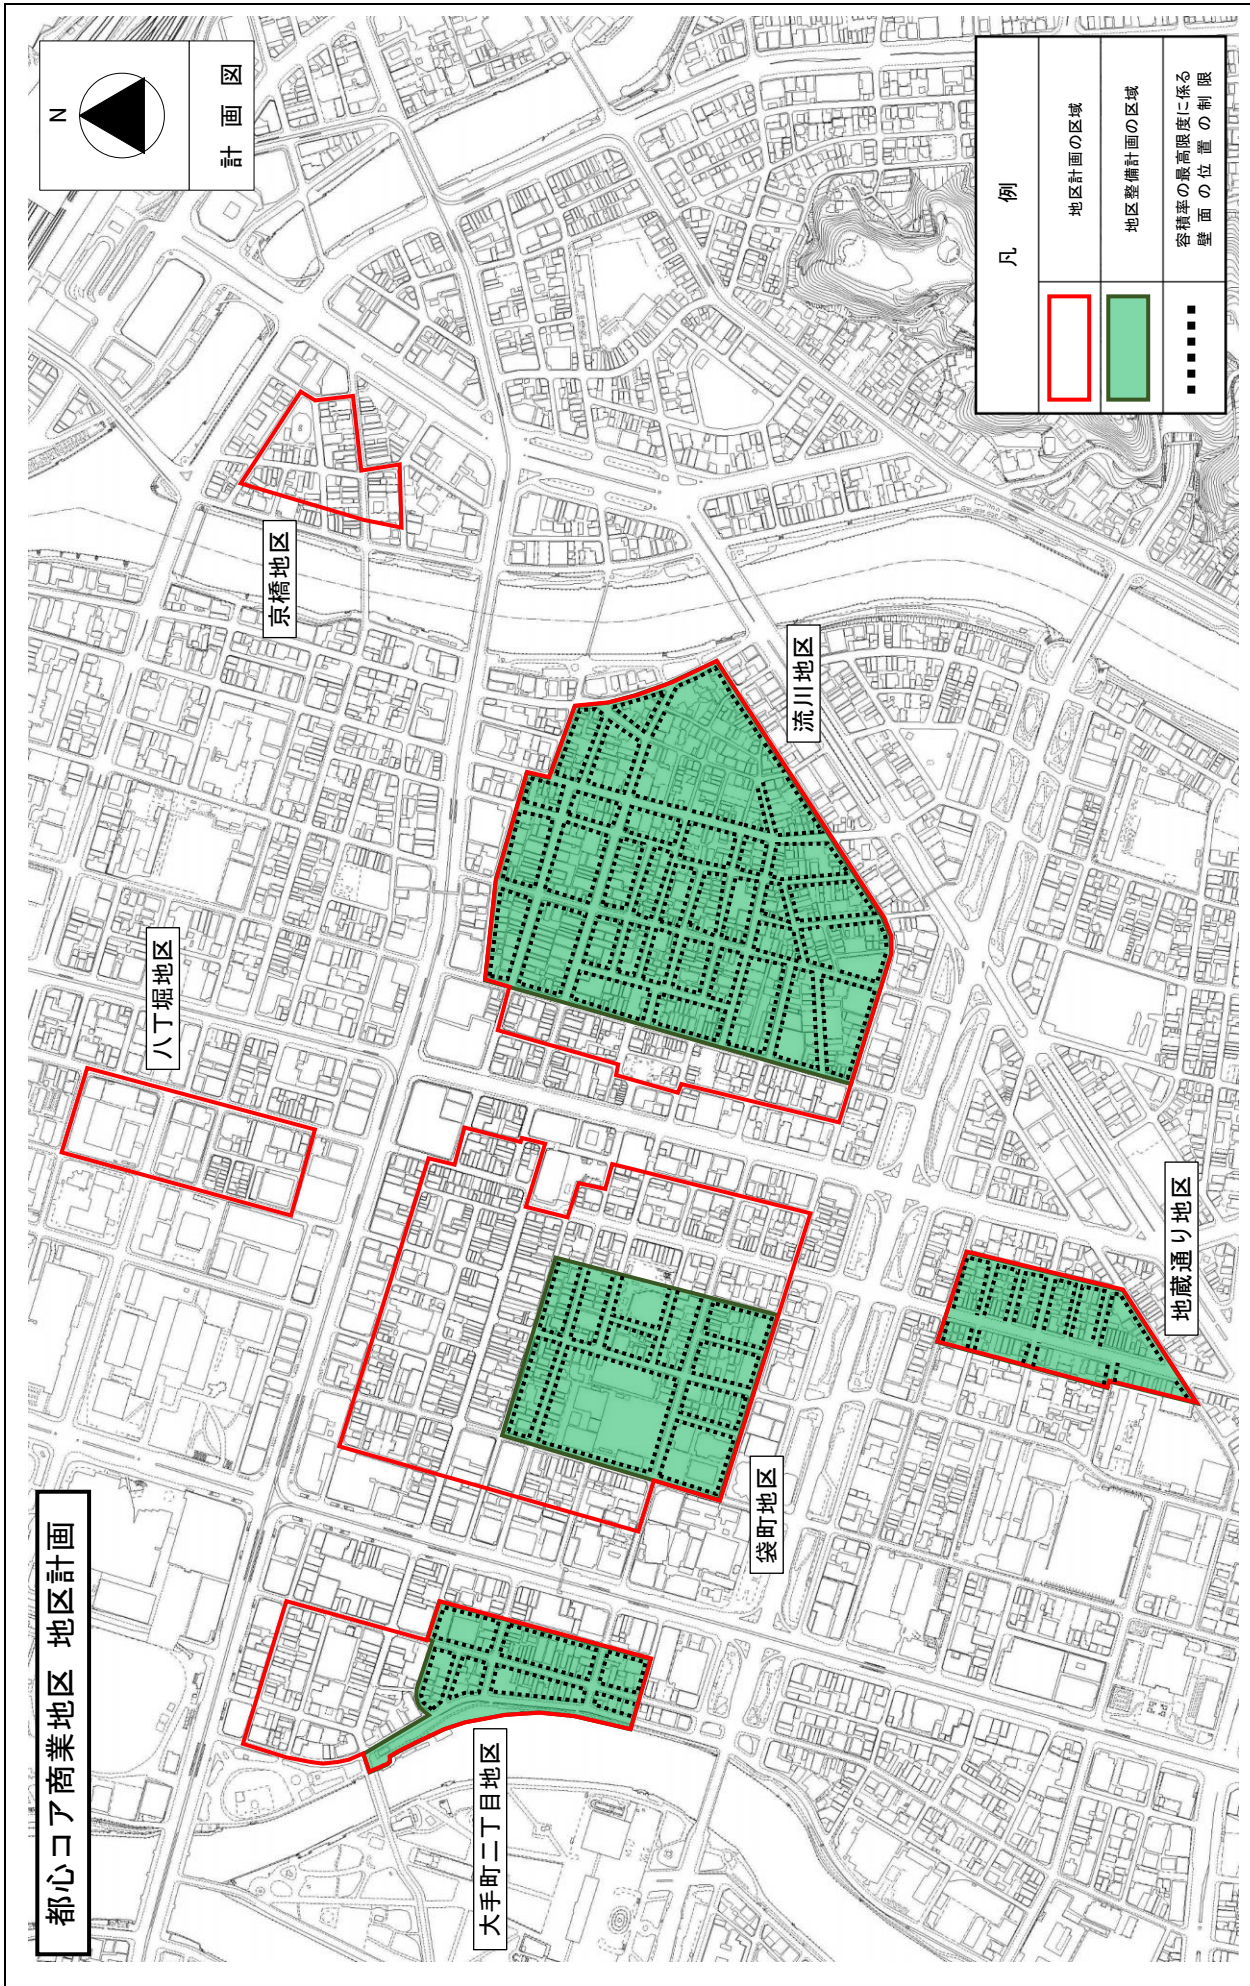 都心コア商業地区 地区計画
N
計画図
凡例
地区計画の区域
地区整備計画の区域
容積率の最高限度に係る
壁面の位置の制限
京橋地区
八丁堀地区
流川地区
袋町地区
大手町二丁目地区
地蔵通り地区